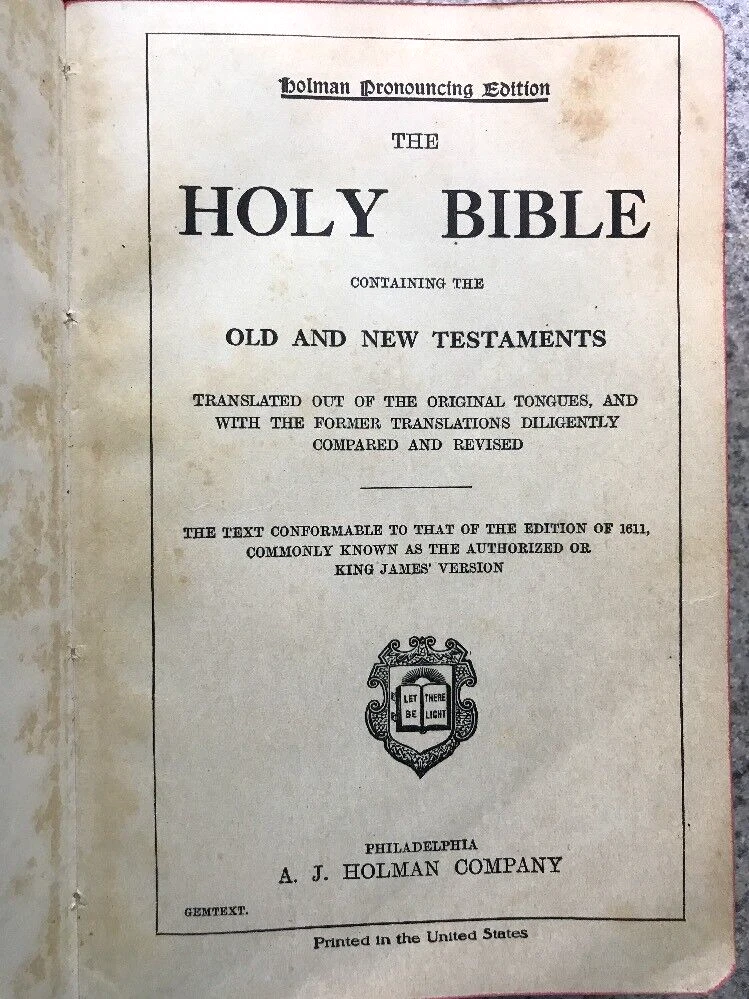 Holman Pronouncing Edition
THE
HOLY BIBLE
CONTAINING THE
OLD AND NEW TESTAMENTS
TRANSLATED OUT OF THE ORIGINAL TONGUES, AND
WITH THE FORMER TRANSLATIONS DILIGENTLY
COMPARED AND REVISED
THE TEXT CONFORMABLE TO THAT OF THE EDITION OF 1611,
COMMONLY KNOWN AS THE AUTHORIZED OR
KING JAMES' VERSION
LET THERE
BE LIGHT
PHILADELPHIA
A. J. HOLMAN COMPANY
GEMTEXT.
Printed in the United States